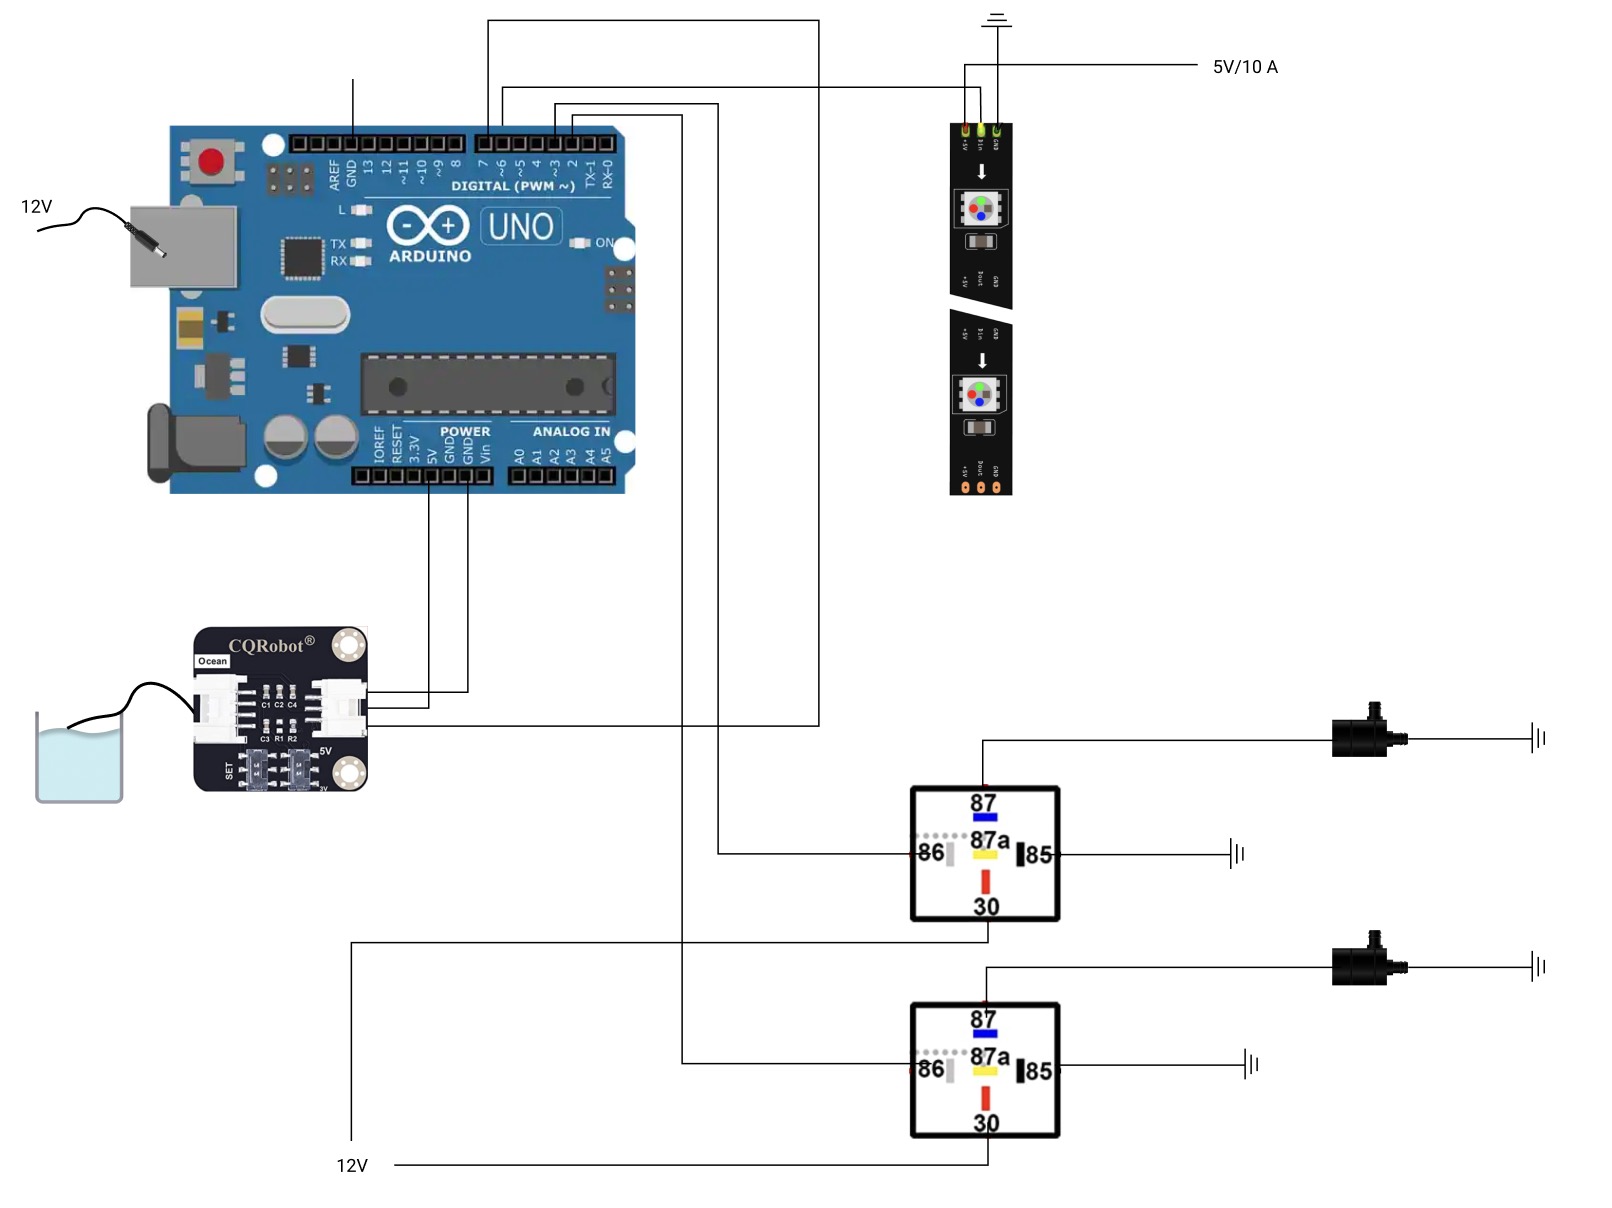 5V/10 A
12V
AREF
GND
13
12
~11
~10
~9
8
7
~6
~5
4
~3
2
TX→1
RX←0
DIGITAL (PWM ~)
L
TX
RX
UNO
ON
ARDUINO
+5V
Din
GND
+5V
Dout
GND
+5V
Din
GND
+5V
Dout
GND
POWER
ANALOG IN
IOREF
RESET
3.3V
5V
GND
GND
Vin
A0
A1
A2
A3
A4
A5
CQRobot®
Ocean
C1 C2 C4
C3 R1 R2
SET
5V
3V
87
87a
86
85
30
87
87a
86
85
30
12V